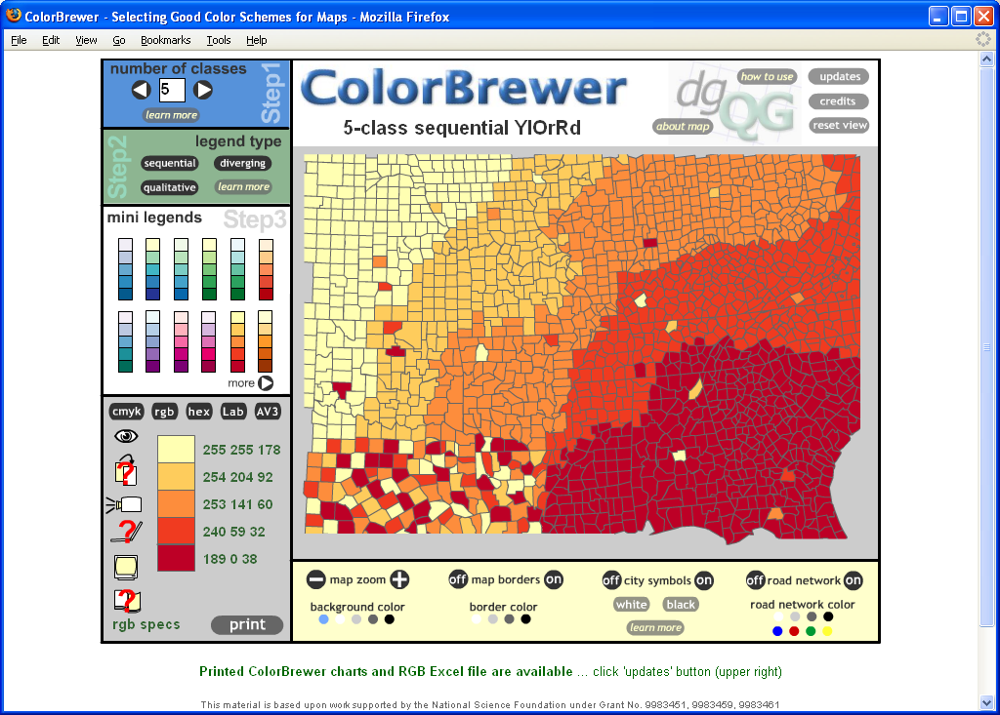 ColorBrewer - Selecting Good Color Schemes for Maps - Mozilla Firefox
File Edit View Go Bookmarks Tools Help
number of classes
5
learn more
Step1
Step2
legend type
sequential diverging
qualitative learn more
mini legends Step3
more
ColorBrewer
5-class sequential YlOrRd
dg
QG
how to use
about map
updates
credits
reset view
cmyk rgb hex Lab AV3
255 255 178
254 204 92
253 141 60
240 59 32
189 0 38
?
?
?
rgb specs print
map zoom
background color
off map borders on
border color
off city symbols on
white black
learn more
off road network on
road network color
Printed ColorBrewer charts and RGB Excel file are available ... click 'updates' button (upper right)
This material is based upon work supported by the National Science Foundation under Grant No. 9983451, 9983459, 9983461